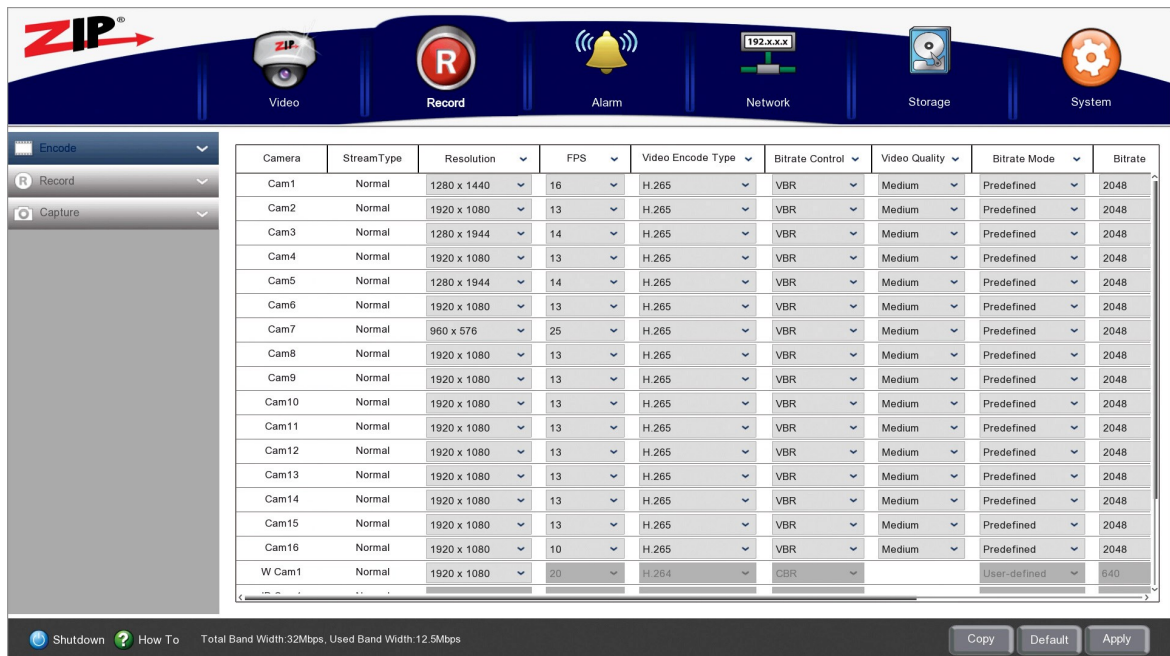 ZIP®
ZIP
R
192.x.x.x
Video Record Alarm Network Storage System
Encode
R Record
Capture
Camera StreamType Resolution FPS Video Encode Type Bitrate Control Video Quality Bitrate Mode Bitrate
Cam1 Normal 1280 x 1440 16 H.265 VBR Medium Predefined 2048
Cam2 Normal 1920 x 1080 13 H.265 VBR Medium Predefined 2048
Cam3 Normal 1280 x 1944 14 H.265 VBR Medium Predefined 2048
Cam4 Normal 1920 x 1080 13 H.265 VBR Medium Predefined 2048
Cam5 Normal 1280 x 1944 14 H.265 VBR Medium Predefined 2048
Cam6 Normal 1920 x 1080 13 H.265 VBR Medium Predefined 2048
Cam7 Normal 960 x 576 25 H.265 VBR Medium Predefined 2048
Cam8 Normal 1920 x 1080 13 H.265 VBR Medium Predefined 2048
Cam9 Normal 1920 x 1080 13 H.265 VBR Medium Predefined 2048
Cam10 Normal 1920 x 1080 13 H.265 VBR Medium Predefined 2048
Cam11 Normal 1920 x 1080 13 H.265 VBR Medium Predefined 2048
Cam12 Normal 1920 x 1080 13 H.265 VBR Medium Predefined 2048
Cam13 Normal 1920 x 1080 13 H.265 VBR Medium Predefined 2048
Cam14 Normal 1920 x 1080 13 H.265 VBR Medium Predefined 2048
Cam15 Normal 1920 x 1080 13 H.265 VBR Medium Predefined 2048
Cam16 Normal 1920 x 1080 10 H.265 VBR Medium Predefined 2048
W Cam1 Normal 1920 x 1080 20 H.264 CBR User-defined 640
Shutdown ? How To Total Band Width:32Mbps, Used Band Width:12.5Mbps Copy Default Apply